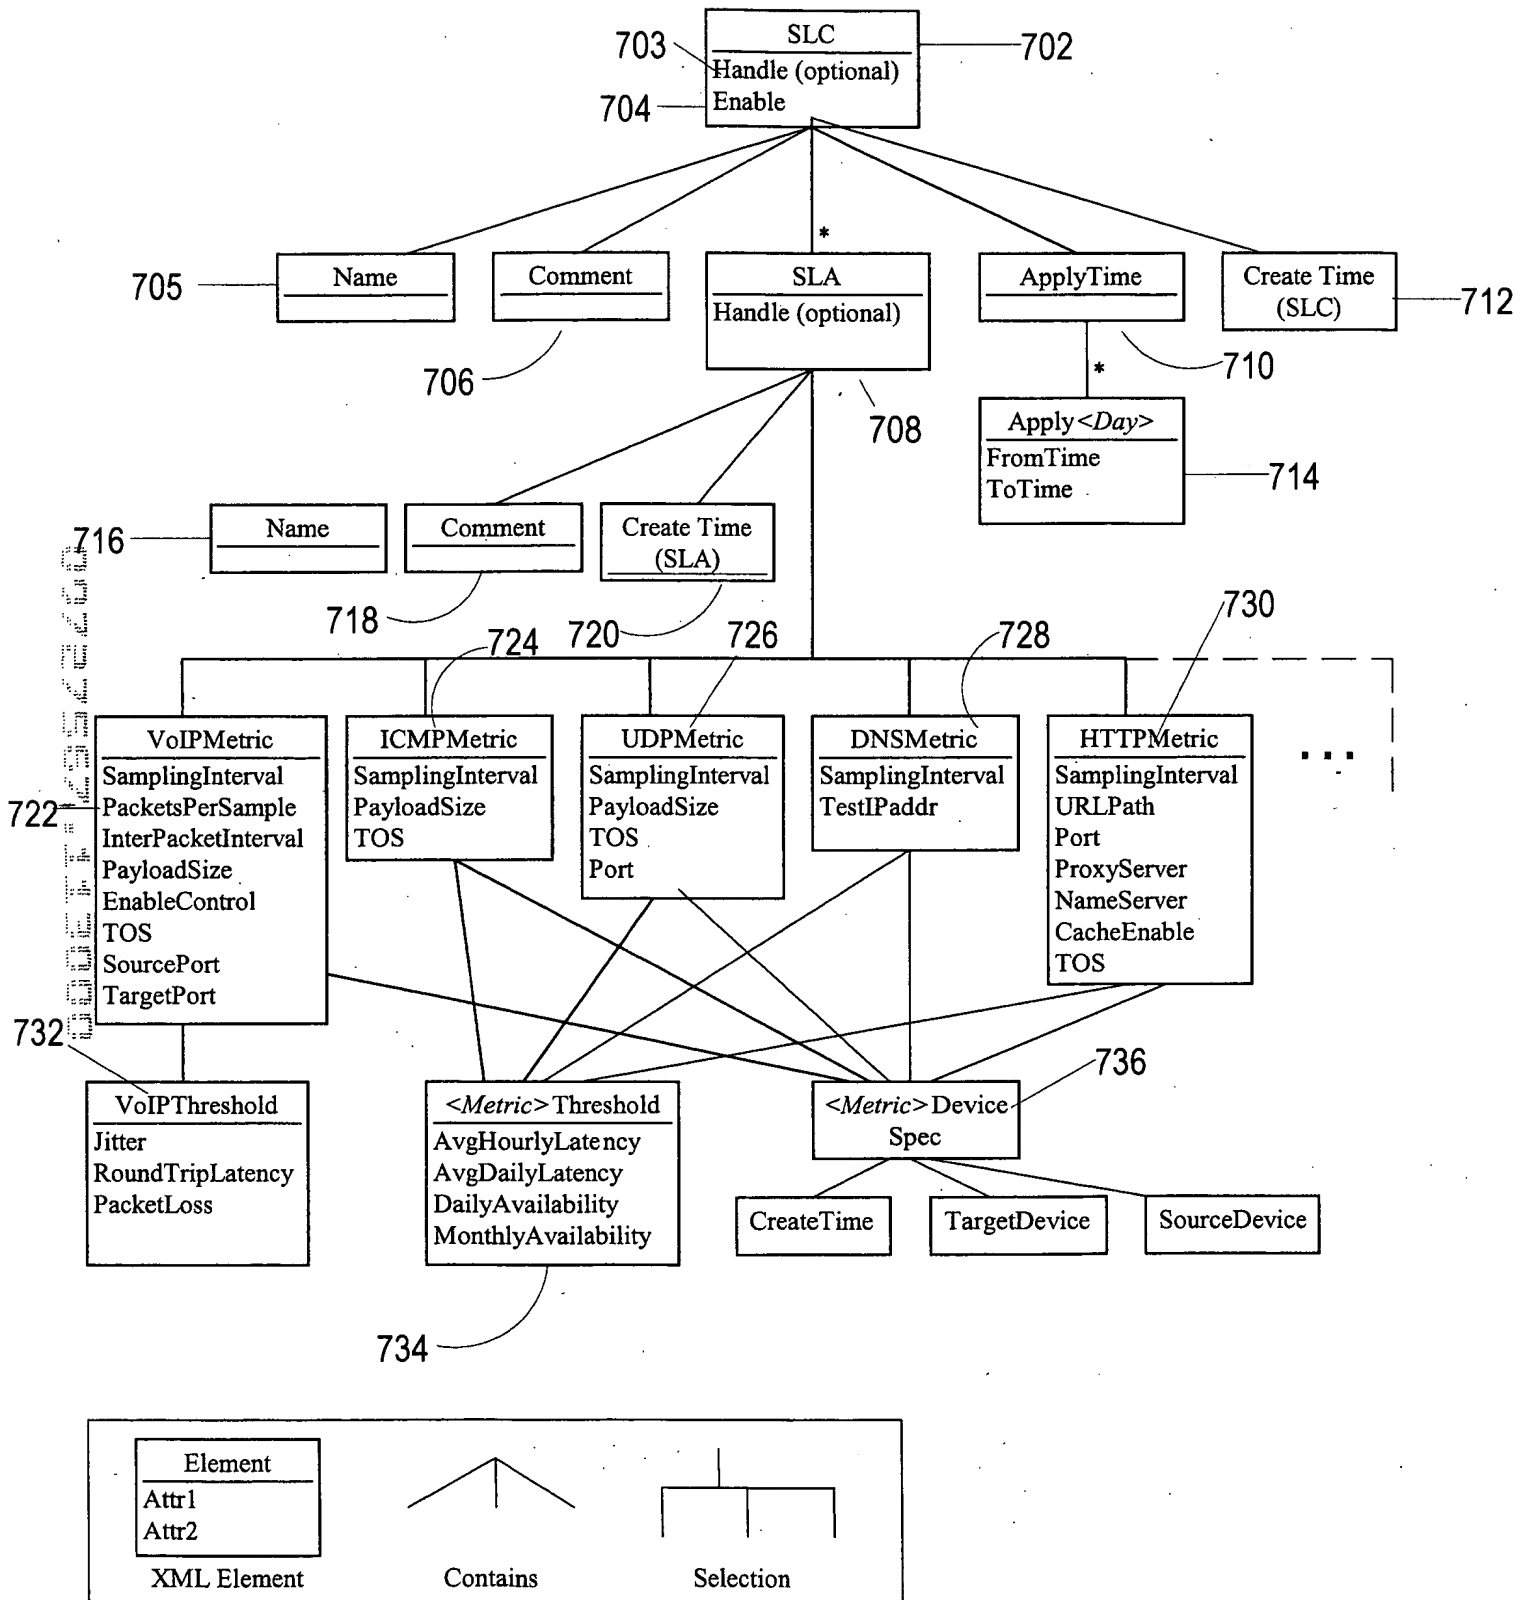 SLC
703
702
Handle (optional)
704
Enable
*
705
Name
Comment
SLA
Handle (optional)
ApplyTime
Create Time
(SLC)
712
706
708
*
710
Apply<Day>
FromTime
ToTime
714
716
Name
Comment
Create Time
(SLA)
718
720
724
726
728
730
VoIPMetric
SamplingInterval
PacketsPerSample
InterPacketInterval
PayloadSize
EnableControl
TOS
SourcePort
TargetPort
722
ICMPMetric
SamplingInterval
PayloadSize
TOS
UDPMetric
SamplingInterval
PayloadSize
TOS
Port
DNSMetric
SamplingInterval
TestIPaddr
HTTPMetric
SamplingInterval
URLPath
Port
ProxyServer
NameServer
CacheEnable
TOS
...
732
VoIPThreshold
Jitter
RoundTripLatency
PacketLoss
<Metric>Threshold
AvgHourlyLatency
AvgDailyLatency
DailyAvailability
MonthlyAvailability
734
<Metric>Device
Spec
736
CreateTime
TargetDevice
SourceDevice
Element
Attr1
Attr2
XML Element
Contains
Selection